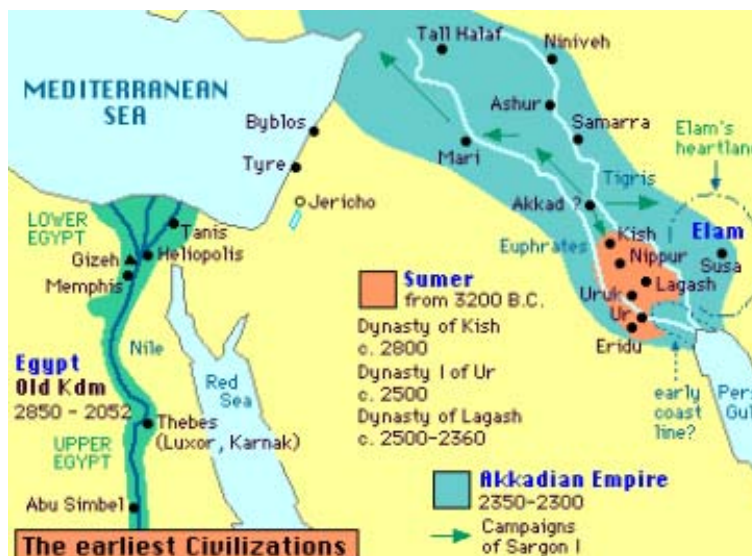 MEDITERRANEAN
SEA
Tall Halaf
Niniveh
Ashur
Samarra
Mari
Byblos
Tyre
Jericho
Elam's
heartland
Tigris
Akkad ?
Euphrates
Kish
Nippur
Lagash
Uruk
Ur
Eridu
Elam
Susa
LOWER
EGYPT
Tanis
Gizeh
Heliopolis
Memphis
Nile
Egypt
Old Kdm
2850 - 2052
Red
Sea
Thebes
(Luxor, Karnak)
UPPER
EGYPT
Abu Simbel
Sumer
from 3200 B.C.
Dynasty of Kish
c. 2800
Dynasty I of Ur
c. 2500
Dynasty of Lagash
c. 2500-2360
early
coast
line?
Pers
Gul
Akkadian Empire
2350-2300
Campaigns
of Sargon I
The earliest Civilizations